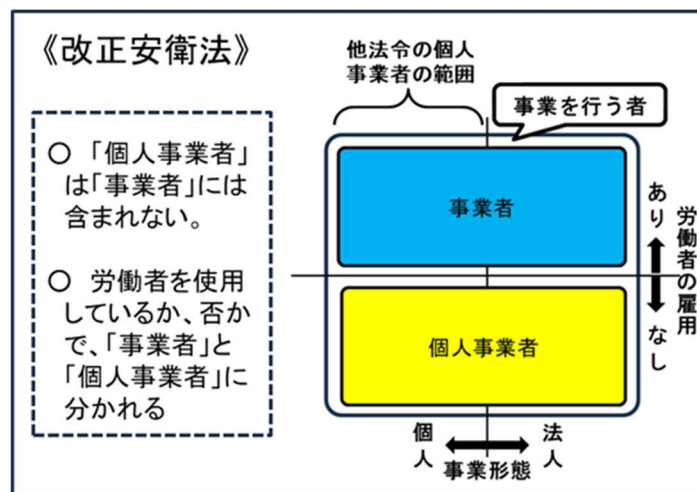 《改正安衛法》
○ 「個人事業者」
は「事業者」には
含まれない。
○ 労働者を使用
しているか、否か
で、「事業者」と
「個人事業者」に
分かれる
他法令の個人
事業者の範囲
事業を行う者
事業者
個人事業者
あり
なし
労働者の雇用
個人
法人
事業形態